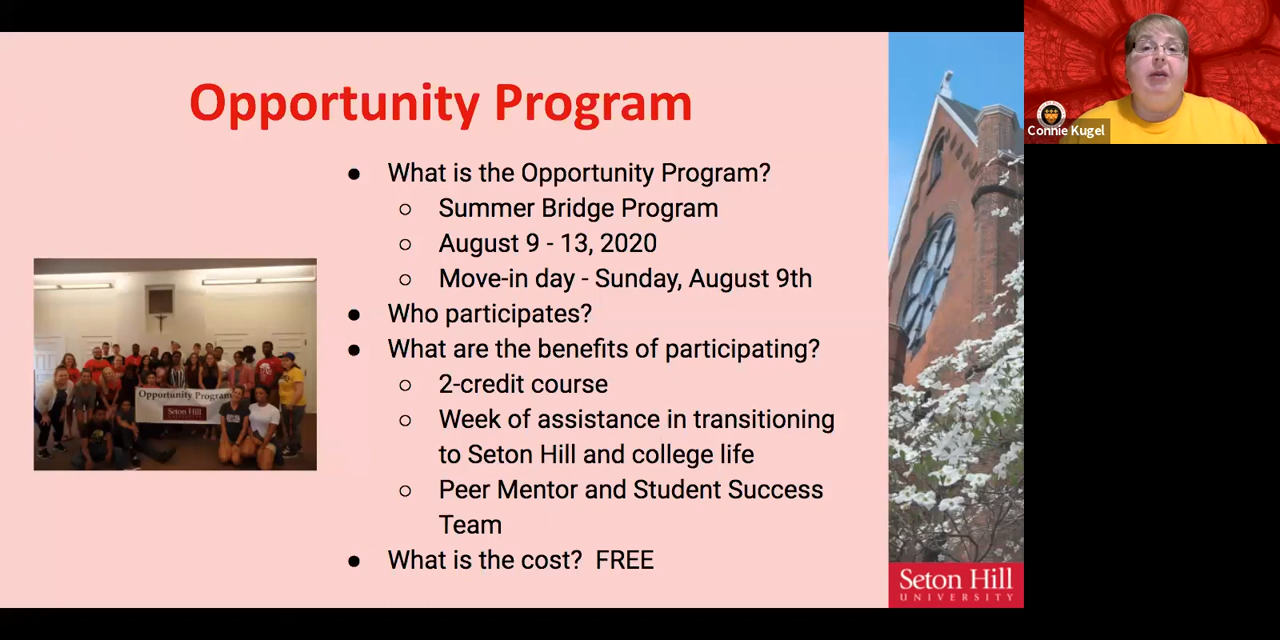 Opportunity Program
● What is the Opportunity Program?
○ Summer Bridge Program
○ August 9 - 13, 2020
○ Move-in day - Sunday, August 9th
● Who participates?
● What are the benefits of participating?
○ 2-credit course
○ Week of assistance in transitioning
to Seton Hill and college life
○ Peer Mentor and Student Success
Team
● What is the cost?  FREE
Opportunity Program
Seton Hill
Seton Hill
UNIVERSITY
Connie Kugel